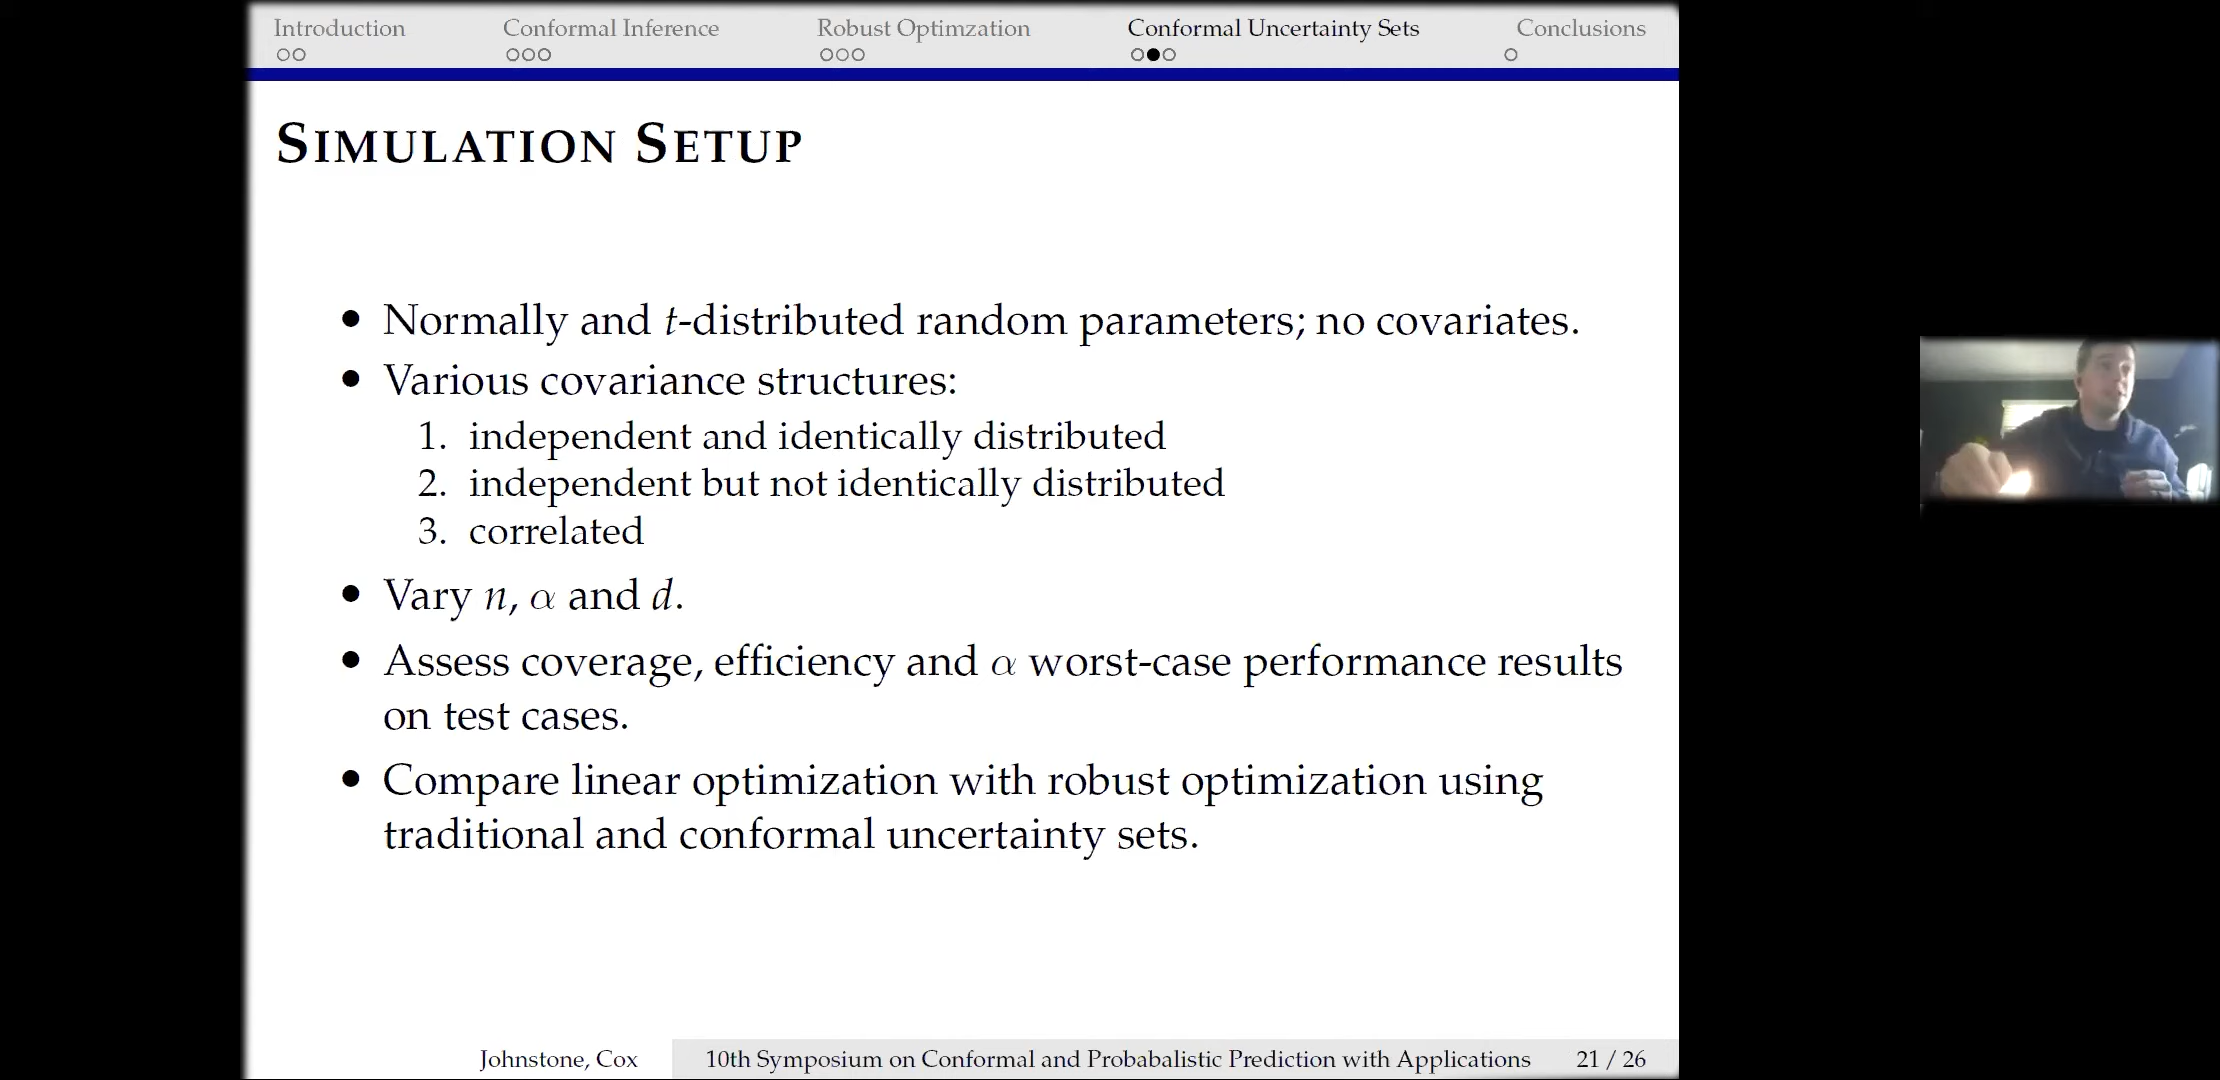 Introduction Conformal Inference Robust Optimzation Conformal Uncertainty Sets Conclusions
SIMULATION SETUP
• Normally and t-distributed random parameters; no covariates.
• Various covariance structures:
1. independent and identically distributed
2. independent but not identically distributed
3. correlated
• Vary n, α and d.
• Assess coverage, efficiency and α worst-case performance results
on test cases.
• Compare linear optimization with robust optimization using
traditional and conformal uncertainty sets.
Johnstone, Cox 10th Symposium on Conformal and Probabalistic Prediction with Applications 21 / 26